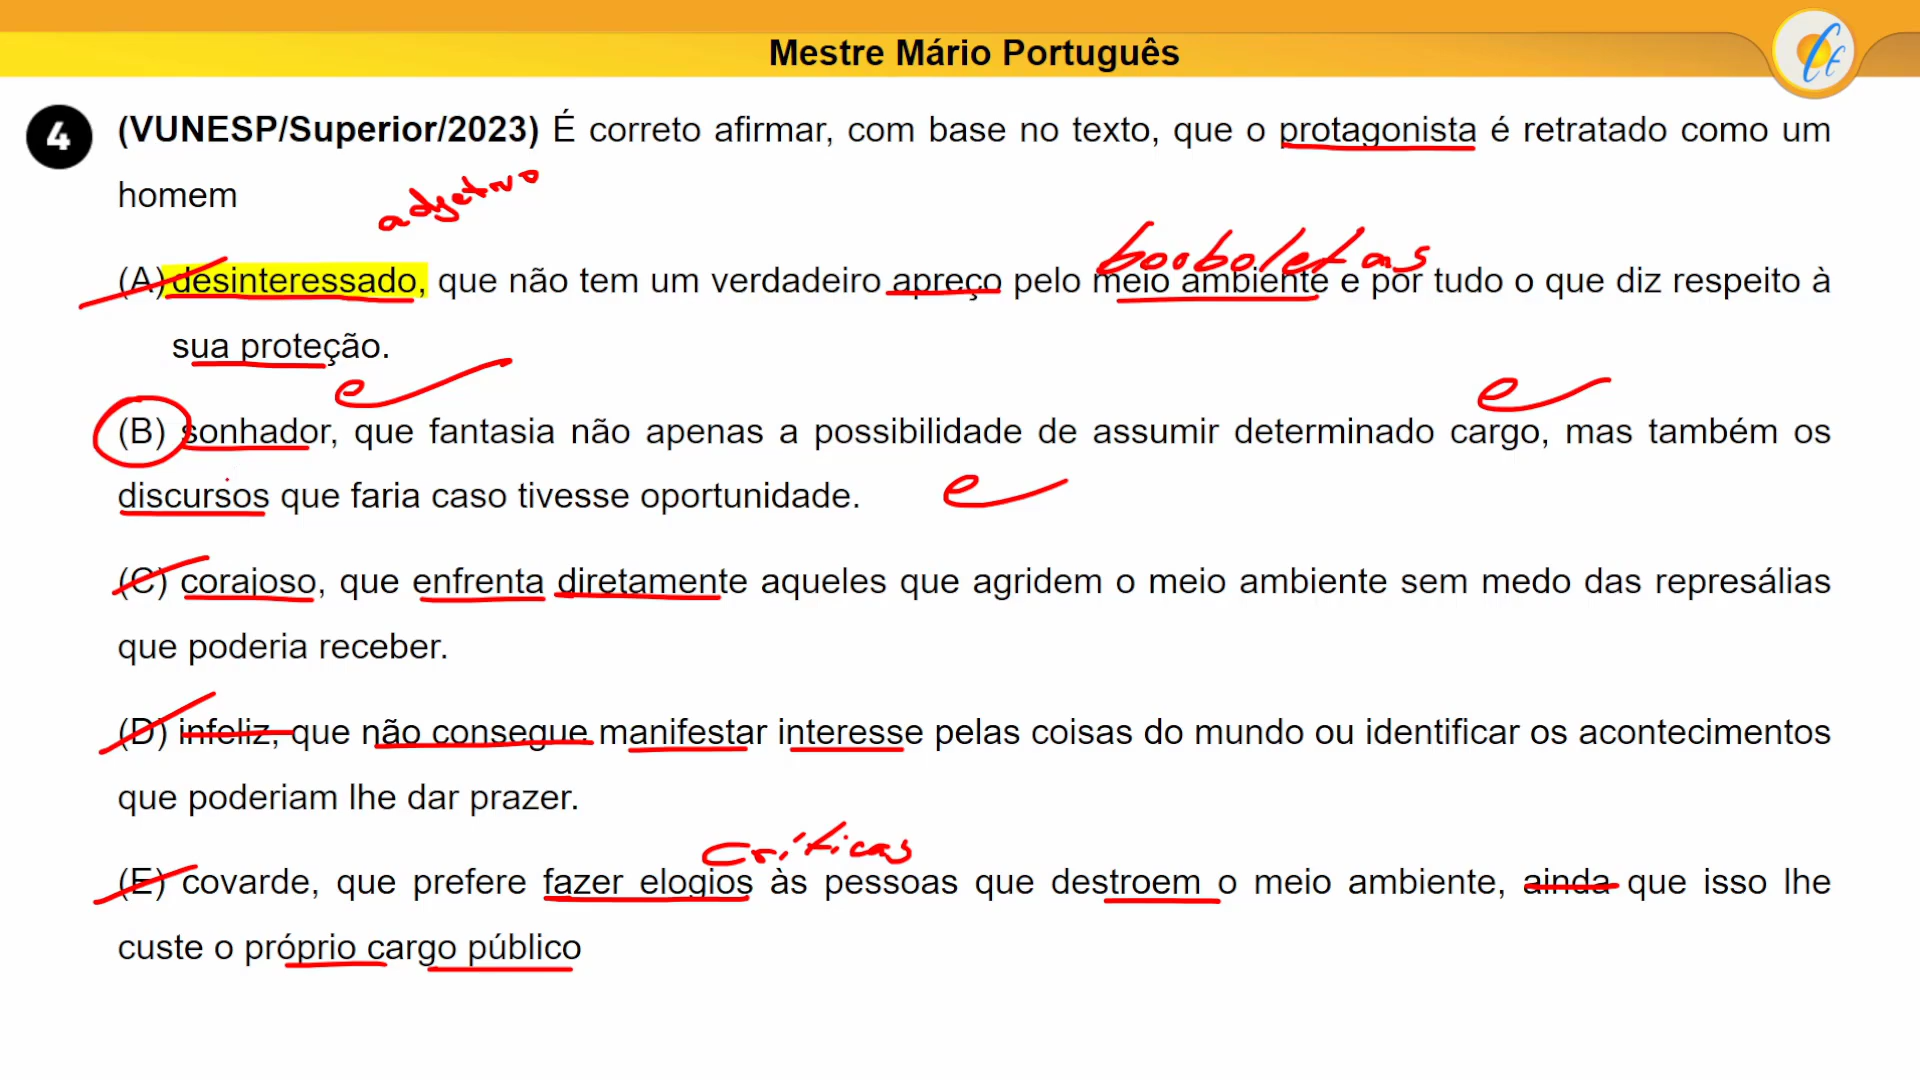 Mestre Mário Português
4 (VUNESP/Superior/2023) É correto afirmar, com base no texto, que o protagonista é retratado como um
homem
adjetivo
borboletas
(A) desinteressado, que não tem um verdadeiro apreço pelo meio ambiente e por tudo o que diz respeito à
sua proteção.
(B) sonhador, que fantasia não apenas a possibilidade de assumir determinado cargo, mas também os
discursos que faria caso tivesse oportunidade.
(C) corajoso, que enfrenta diretamente aqueles que agridem o meio ambiente sem medo das represálias
que poderia receber.
(D) infeliz, que não consegue manifestar interesse pelas coisas do mundo ou identificar os acontecimentos
que poderiam lhe dar prazer.
críticas
(E) covarde, que prefere fazer elogios às pessoas que destroem o meio ambiente, ainda que isso lhe
custe o próprio cargo público